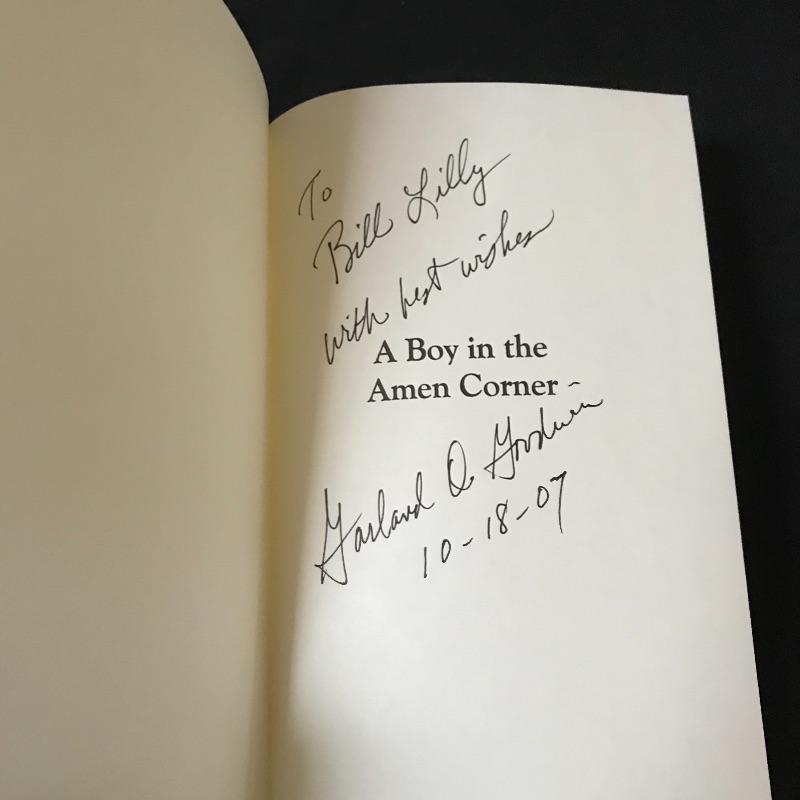 To
Bill Lilly
with best wishes
A Boy in the
Amen Corner ~
Garland O. Goodwin
10-18-07